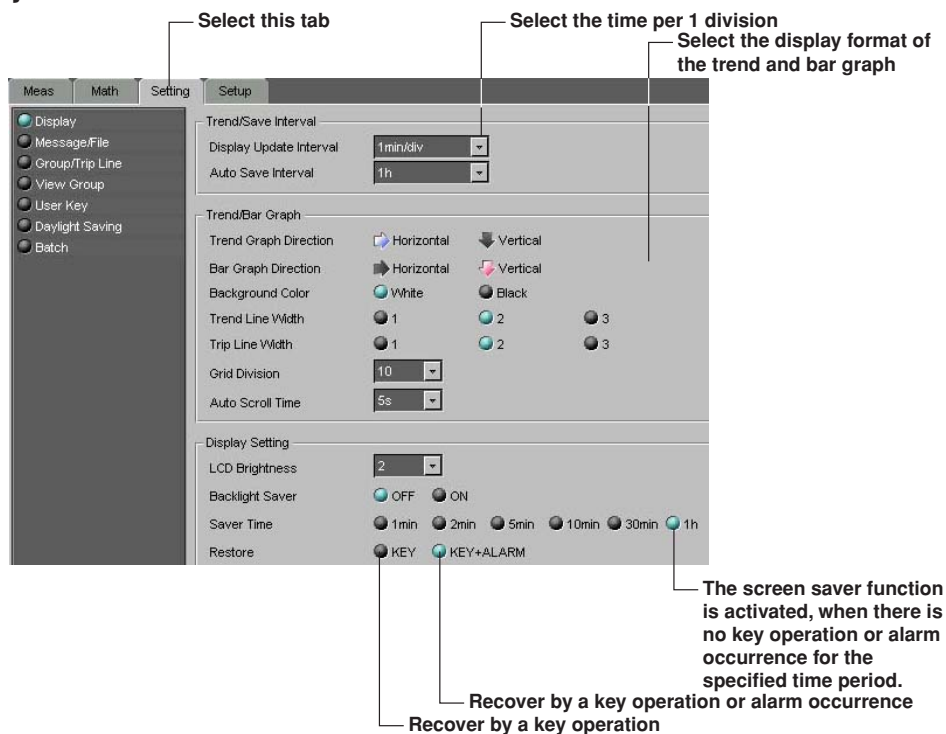 Select this tab
Select the time per 1 division
Select the display format of
the trend and bar graph
Meas Math Setting Setup
Display
Message/File
Group/Trip Line
View Group
User Key
Daylight Saving
Batch
Trend/Save Interval
Display Update Interval 1min/div
Auto Save Interval 1h
Trend/Bar Graph
Trend Graph Direction Horizontal Vertical
Bar Graph Direction Horizontal Vertical
Background Color White Black
Trend Line Width 1 2 3
Trip Line Width 1 2 3
Grid Division 10
Auto Scroll Time 5s
Display Setting
LCD Brightness 2
Backlight Saver OFF ON
Saver Time 1min 2min 5min 10min 30min 1h
Restore KEY KEY+ALARM
The screen saver function
is activated, when there is
no key operation or alarm
occurrence for the
specified time period.
Recover by a key operation or alarm occurrence
Recover by a key operation